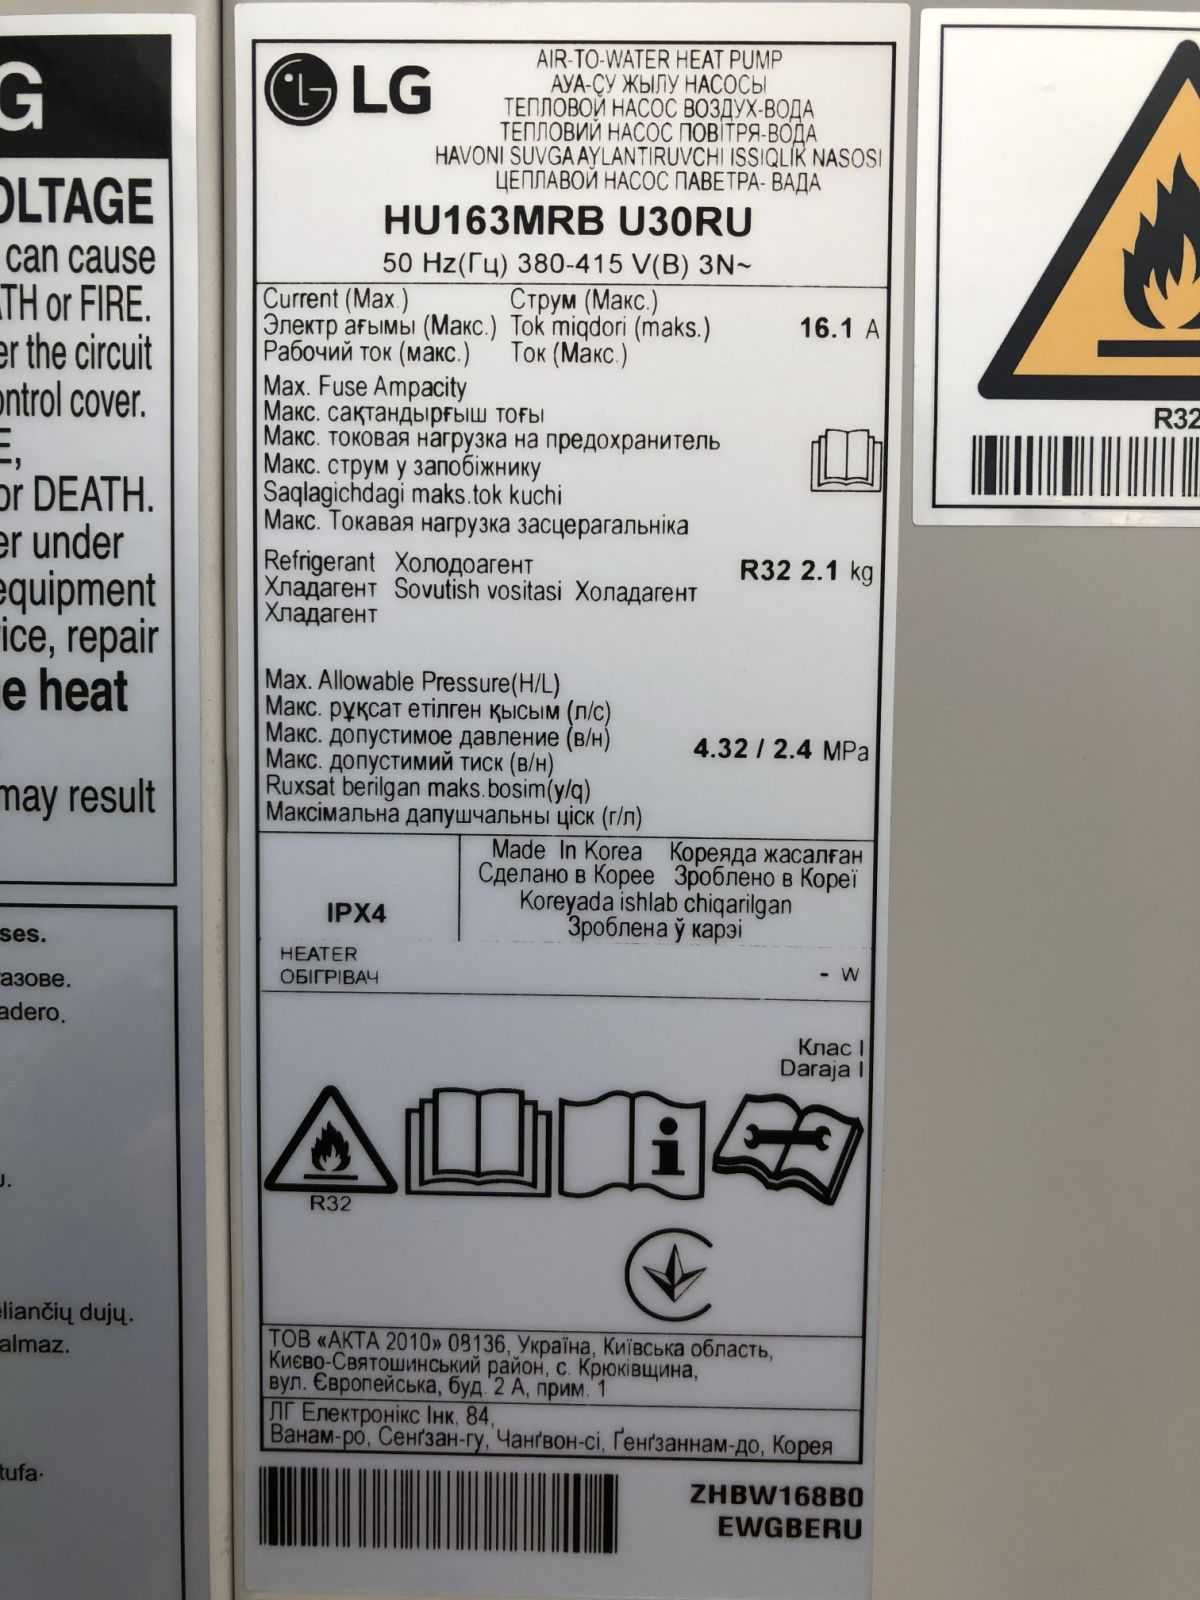 G
OLTAGE
can cause
TH or FIRE.
er the circuit
ontrol cover.
E,
or DEATH.
er under
equipment
ice, repair
e heat
may result
ses.
азове.
adero.
eliančių dujų.
almaz.
tufa-
LG
AIR-TO-WATER HEAT PUMP
АУА-СУ ЖЫЛУ НАСОСЫ
ТЕПЛОВОЙ НАСОС ВОЗДУХ-ВОДА
ТЕПЛОВИЙ НАСОС ПОВІТРЯ-ВОДА
HAVONI SUVGA AYLANTIRUVCHI ISSIQLIK NASOSI
ЦЕПЛАВОЙ НАСОС ПАВЕТРА- ВАДА
HU163MRB U30RU
50 Hz(Гц) 380-415 V(В) 3N~
Current (Max.) Струм (Макс.)
Электр ағымы (Макс.) Tok miqdori (maks.) 16.1 A
Рабочий ток (макс.) Ток (Макс.)
Max. Fuse Ampacity
Макс. сақтандырғыш тоғы
Макс. токовая нагрузка на предохранитель
Макс. струм у запобіжнику
Saqlagichdagi maks.tok kuchi
Макс. Токавая нагрузка засцерагальніка
Refrigerant Холодоагент R32 2.1 kg
Хладагент Sovutish vositasi Холадагент
Хладагент
Max. Allowable Pressure(H/L)
Макс. рұқсат етілген қысым (л/с)
Макс. допустимое давление (в/н)
Макс. допустимий тиск (в/н) 4.32 / 2.4 MPa
Ruxsat berilgan maks.bosim(y/q)
Максімальна дапушчальны ціск (г/л)
IPX4
Made In Korea Кореяда жасалған
Сделано в Корее Зроблено в Кореї
Koreyada ishlab chiqarilgan
Зроблена ў карэі
HEATER
ОБІГРІВАЧ - W
Клас I
Daraja I
R32
ТОВ «АКТА 2010» 08136, Україна, Київська область,
Києво-Святошинський район, с. Крюківщина,
вул. Європейська, буд. 2 А, прим. 1
ЛГ Електронікс Інк. 84,
Ванам-ро, Сенґзан-гу, Чанґвон-сі, Ґенґзаннам-до, Корея
ZHBW168B0
EWGBERU
R32